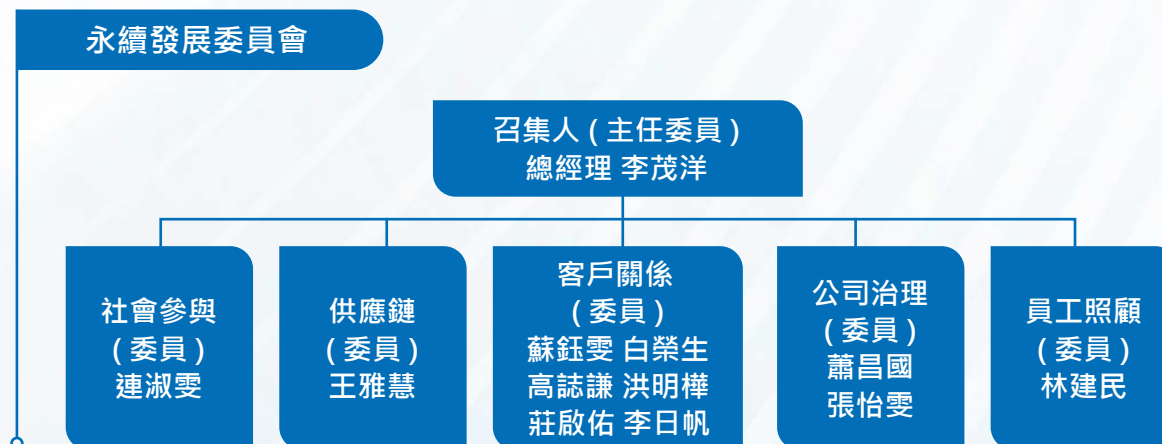 永續發展委員會
召集人 ( 主任委員 )
總經理 李茂洋
社會參與
( 委員 )
連淑雯
供應鏈
( 委員 )
王雅慧
客戶關係
( 委員 )
蘇鈺雯 白榮生
高誌謙 洪明樺
莊啟佑 李日帆
公司治理
( 委員 )
蕭昌國
張怡雯
員工照顧
( 委員 )
林建民